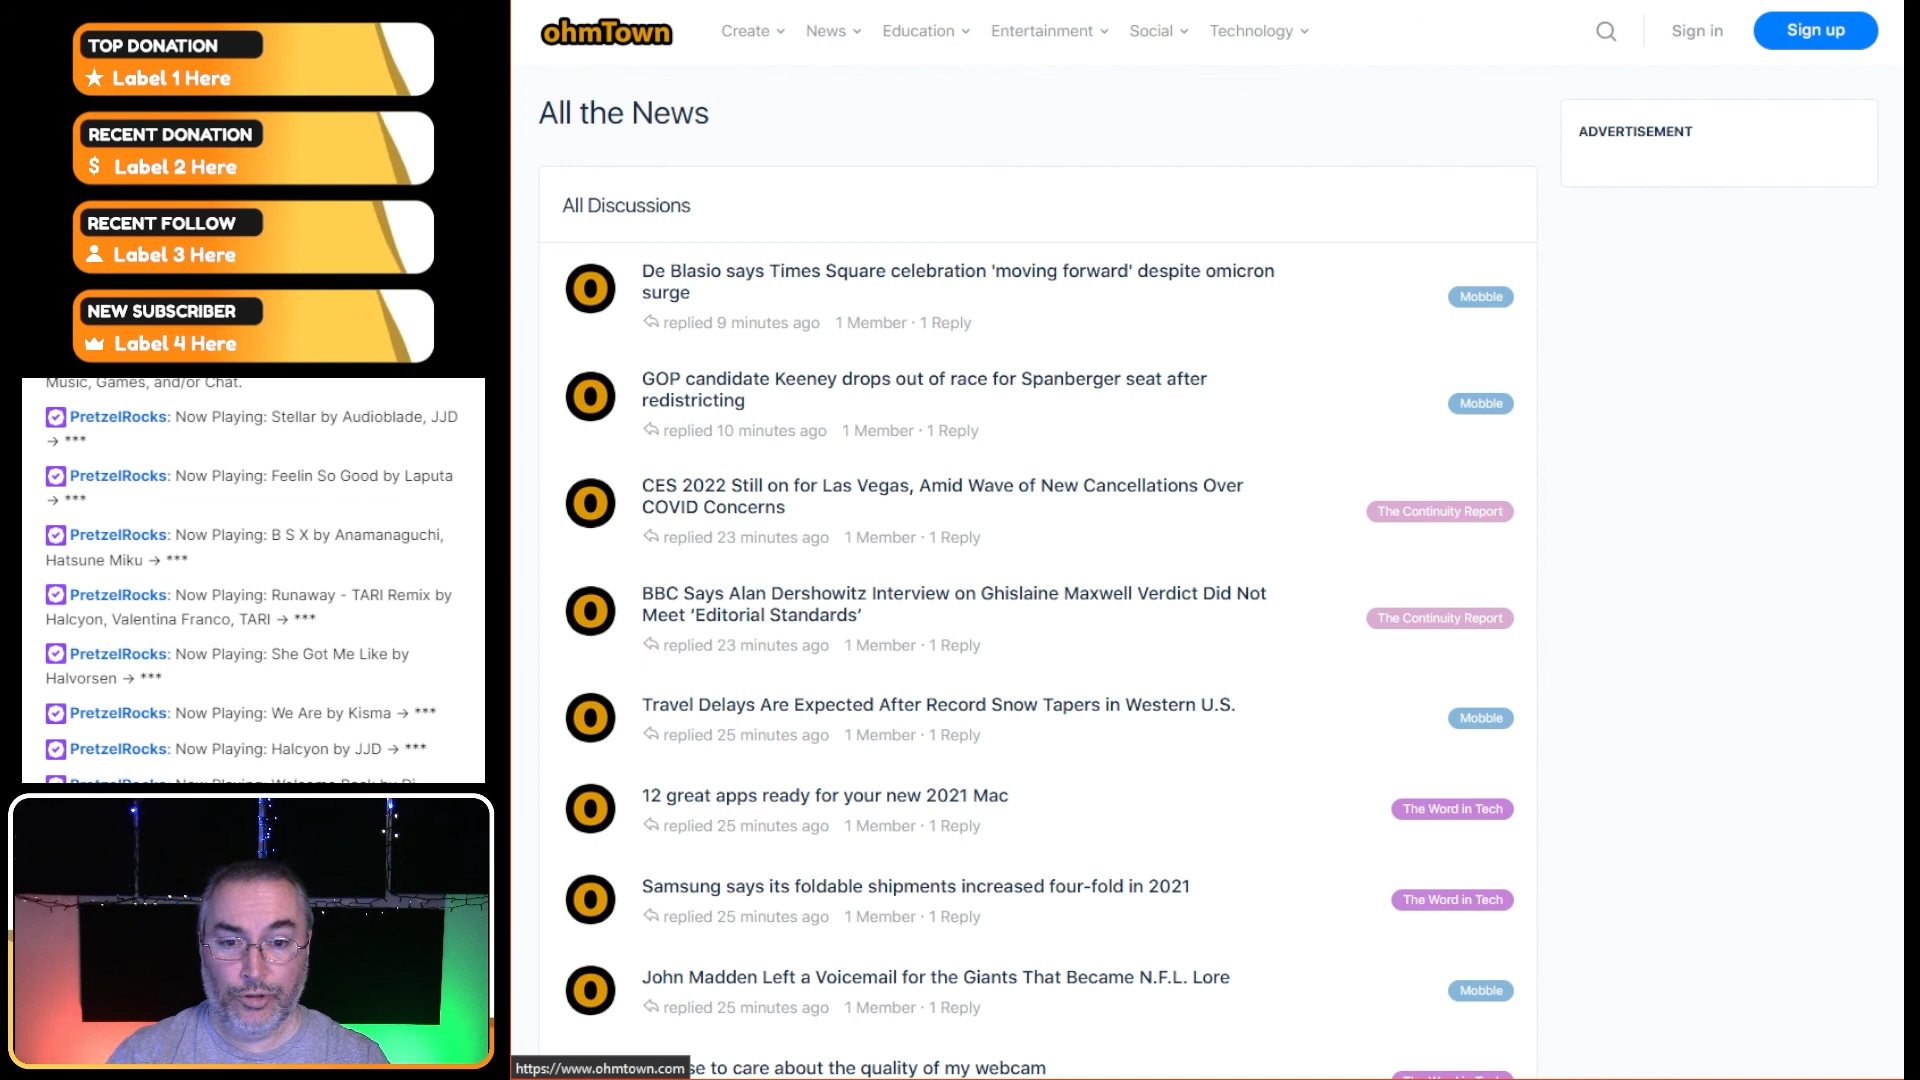 TOP DONATION
Label 1 Here
RECENT DONATION
$ Label 2 Here
RECENT FOLLOW
Label 3 Here
NEW SUBSCRIBER
Label 4 Here
Music, Games, and/or Chat.
PretzelRocks: Now Playing: Stellar by Audioblade, JJD
→ ***
PretzelRocks: Now Playing: Feelin So Good by Laputa
→ ***
PretzelRocks: Now Playing: B S X by Anamanaguchi,
Hatsune Miku → ***
PretzelRocks: Now Playing: Runaway - TARI Remix by
Halcyon, Valentina Franco, TARI → ***
PretzelRocks: Now Playing: She Got Me Like by
Halvorsen → ***
PretzelRocks: Now Playing: We Are by Kisma → ***
PretzelRocks: Now Playing: Halcyon by JJD → ***
ohmTown
Create
News
Education
Entertainment
Social
Technology
Sign in
Sign up
All the News
ADVERTISEMENT
All Discussions
De Blasio says Times Square celebration 'moving forward' despite omicron
surge
replied 9 minutes ago 1 Member · 1 Reply
Mobble
GOP candidate Keeney drops out of race for Spanberger seat after
redistricting
replied 10 minutes ago 1 Member · 1 Reply
Mobble
CES 2022 Still on for Las Vegas, Amid Wave of New Cancellations Over
COVID Concerns
replied 23 minutes ago 1 Member · 1 Reply
The Continuity Report
BBC Says Alan Dershowitz Interview on Ghislaine Maxwell Verdict Did Not
Meet ‘Editorial Standards’
replied 23 minutes ago 1 Member · 1 Reply
The Continuity Report
Travel Delays Are Expected After Record Snow Tapers in Western U.S.
replied 25 minutes ago 1 Member · 1 Reply
Mobble
12 great apps ready for your new 2021 Mac
replied 25 minutes ago 1 Member · 1 Reply
The Word in Tech
Samsung says its foldable shipments increased four-fold in 2021
replied 25 minutes ago 1 Member · 1 Reply
The Word in Tech
John Madden Left a Voicemail for the Giants That Became N.F.L. Lore
replied 25 minutes ago 1 Member · 1 Reply
Mobble
se to care about the quality of my webcam
https://www.ohmtown.com